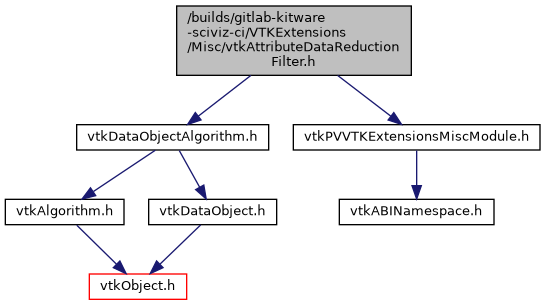 /builds/gitlab-kitware
-sciviz-ci/VTKExtensions
/Misc/vtkAttributeDataReduction
Filter.h
vtkDataObjectAlgorithm.h
vtkPVVTKExtensionsMiscModule.h
vtkAlgorithm.h
vtkDataObject.h
vtkABINamespace.h
vtkObject.h